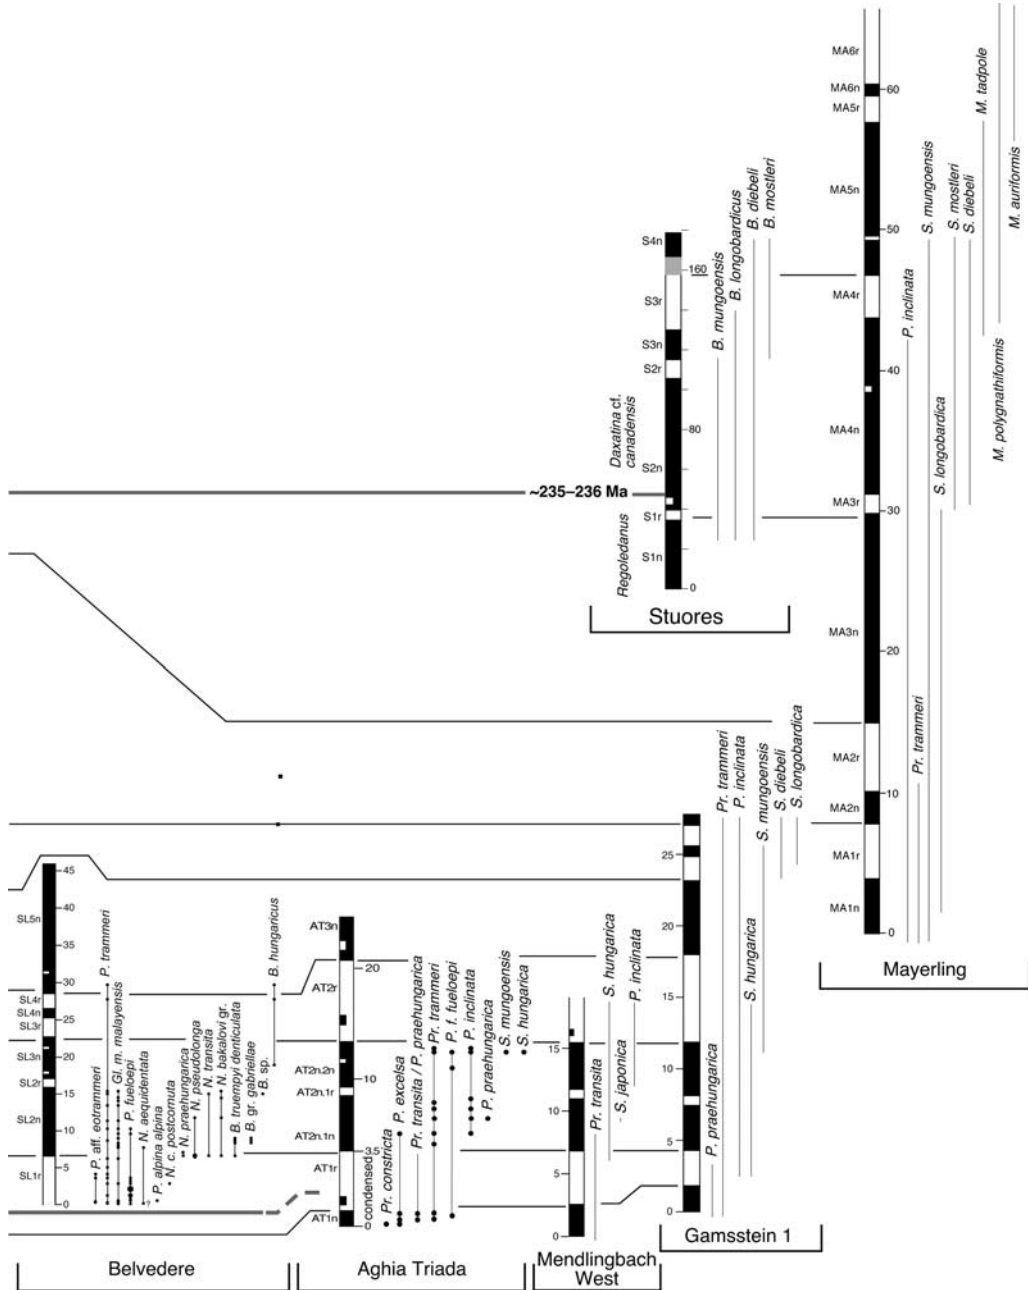 MA6r
MA6n
MA5r
MA5n
MA4r
MA4n
MA3r
MA3n
MA2r
MA2n
MA1r
MA1n
60
50
40
30
20
10
0
P. inclinata
Pr. trammeri
S. mungoensis
S. longobardica
S. mostleri
S. diebeli
M. tadpole
M. polygnathiformis
M. auriformis
Mayerling
S4n
S3r
S3n
S2r
S2n
S1r
S1n
160
80
0
Daxatina cf.
canadensis
Regoledanus
~235–236 Ma
B. mungoensis
B. longobardicus
B. diebeli
B. mostleri
Stuores
SL5n
SL4r
SL4n
SL3r
SL3n
SL2r
SL2n
SL1r
45
40
35
30
25
20
15
10
5
0
P. aff. eotrammeri
P. trammeri
Gl. m. malayensis
P. fueloepi
N. aequidentata
?
P. alpina alpina
N. c. postcornuta
N. praehungarica
N. pseudolonga
N. transita
N. bakalovi gr.
B. truempyi denticulata
B. gr. gabriellae
B. sp.
B. hungaricus
Belvedere
AT3n
AT2r
AT2n.2n
AT2n.1r
AT2n.1n
AT1r
AT1n
20
10
3.5
condensed
0
Pr. constricta
P. excelsa
Pr. transita / P. praehungarica
Pr. trammeri
P. f. fueloepi
P. inclinata
P. praehungarica
S. mungoensis
S. hungarica
Aghia Triada
15
10
5
0
Pr. transita
S. hungarica
S. japonica
P. inclinata
Mendlingbach
West
25
20
15
10
5
0
P. praehungarica
Pr. trammeri
P. inclinata
S. hungarica
S. mungoensis
S. diebeli
S. longobardica
Gamsstein 1